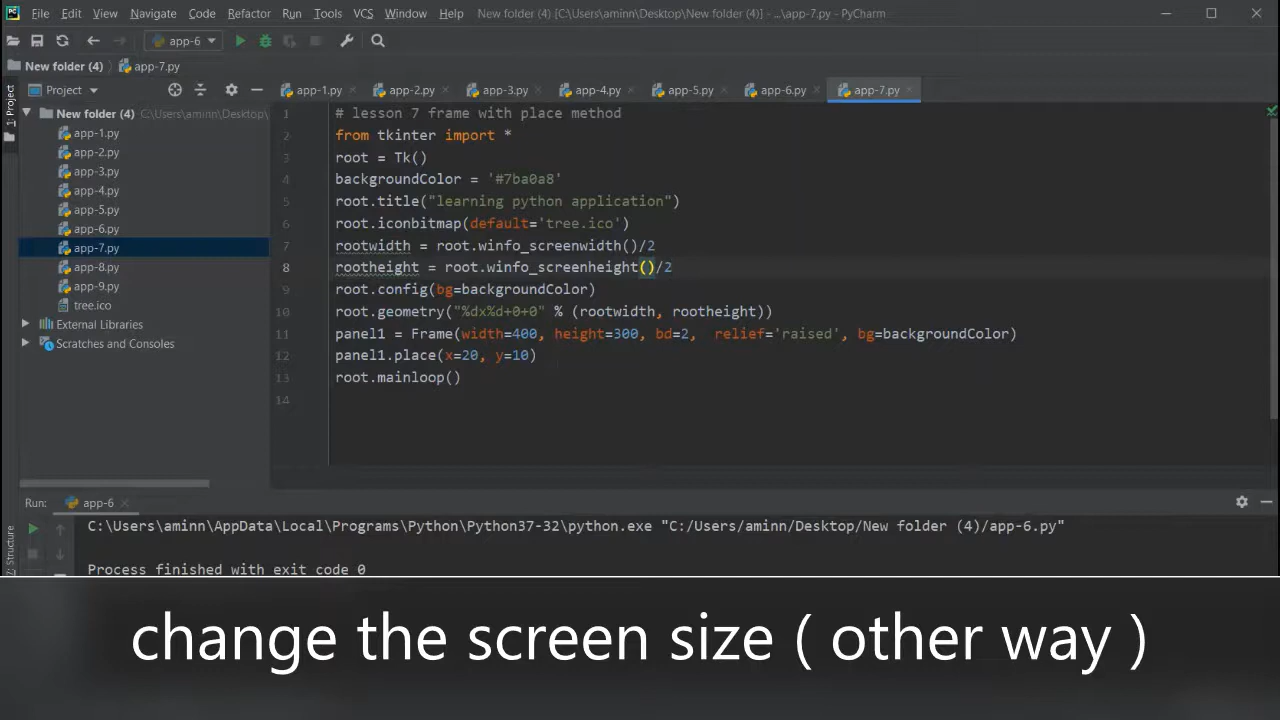 PC File Edit View Navigate Code Refactor Run Tools VCS Window Help New folder (4) [C:\Users\aminn\Desktop\New folder (4)] - ...\app-7.py - PyCharm
app-6
New folder (4) app-7.py
1: Project
Project
app-1.py app-2.py app-3.py app-4.py app-5.py app-6.py app-7.py
New folder (4) C:\Users\aminn\Desktop\
app-1.py
app-2.py
app-3.py
app-4.py
app-5.py
app-6.py
app-7.py
app-8.py
app-9.py
tree.ico
External Libraries
Scratches and Consoles
1 # lesson 7 frame with place method
2 from tkinter import *
3 root = Tk()
4 backgroundColor = '#7ba0a8'
5 root.title("learning python application")
6 root.iconbitmap(default='tree.ico')
7 rootwidth = root.winfo_screenwidth()/2
8 rootheight = root.winfo_screenheight()/2
9 root.config(bg=backgroundColor)
10 root.geometry("%dx%d+0+0" % (rootwidth, rootheight))
11 panel1 = Frame(width=400, height=300, bd=2,  relief='raised', bg=backgroundColor)
12 panel1.place(x=20, y=10)
13 root.mainloop()
14
Run: app-6
Z: Structure
C:\Users\aminn\AppData\Local\Programs\Python\Python37-32\python.exe "C:/Users/aminn/Desktop/New folder (4)/app-6.py"
Process finished with exit code 0
change the screen size ( other way )